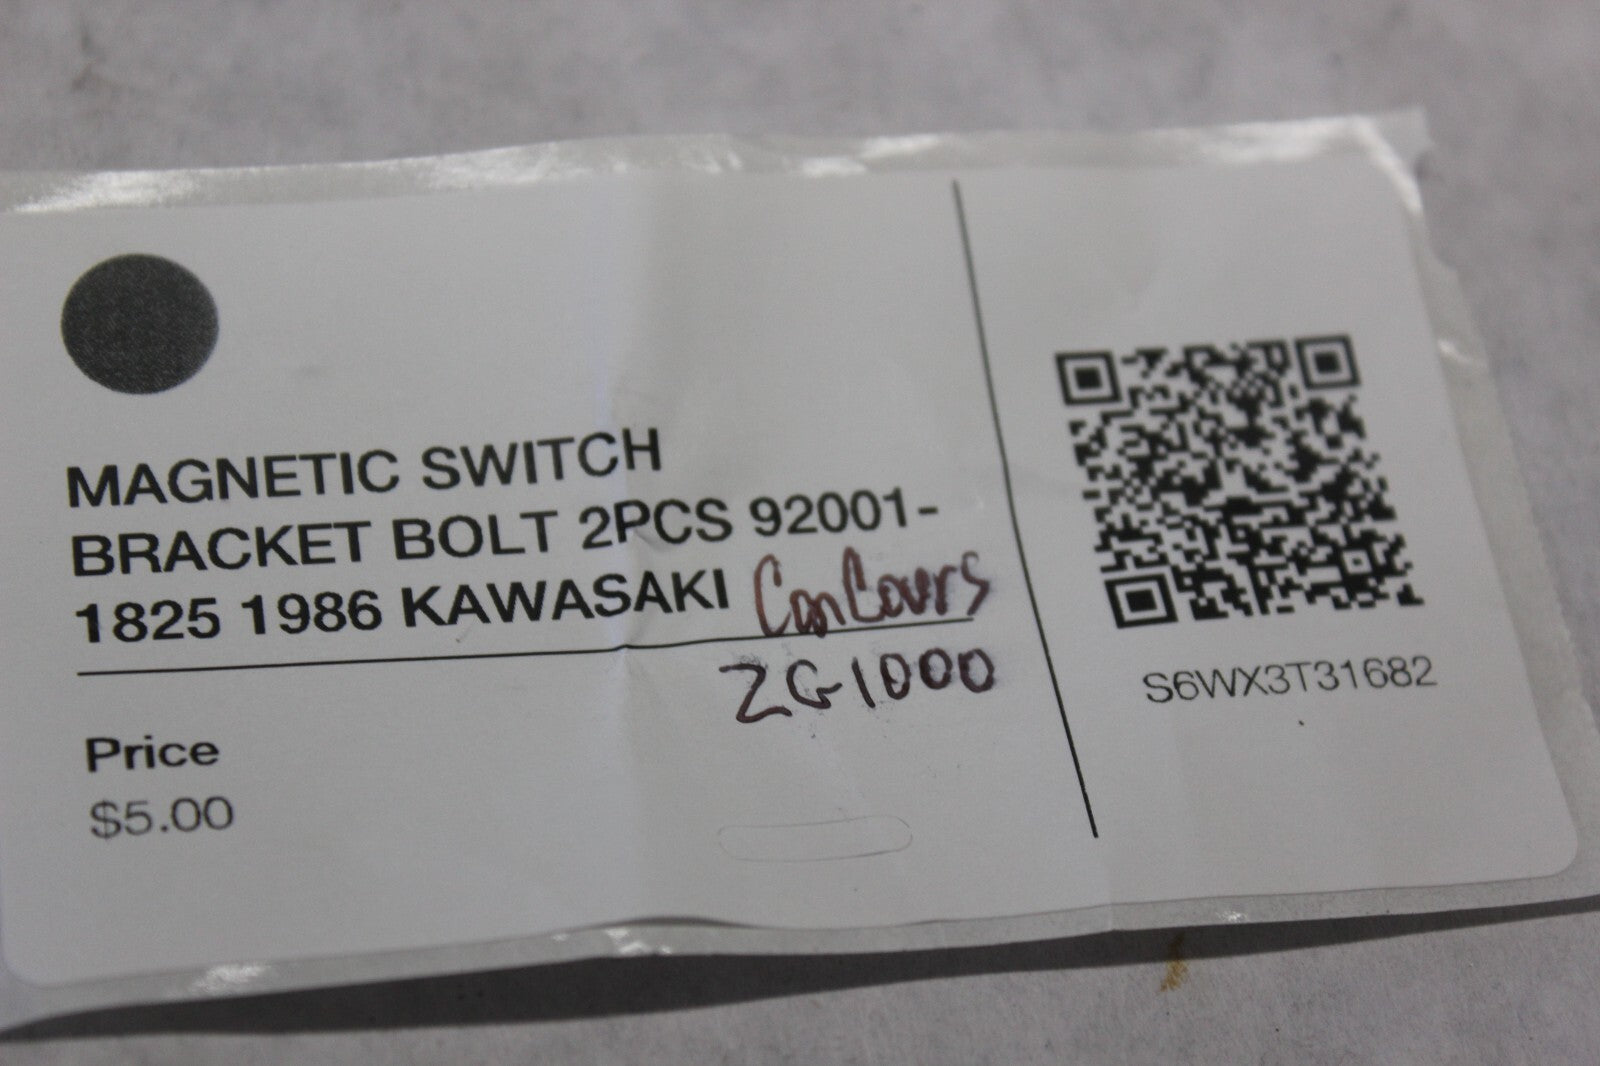 MAGNETIC SWITCH
BRACKET BOLT 2PCS 92001-
1825 1986 KAWASAKI ConCours
ZG1000
Price
$5.00
S6WX3T31682